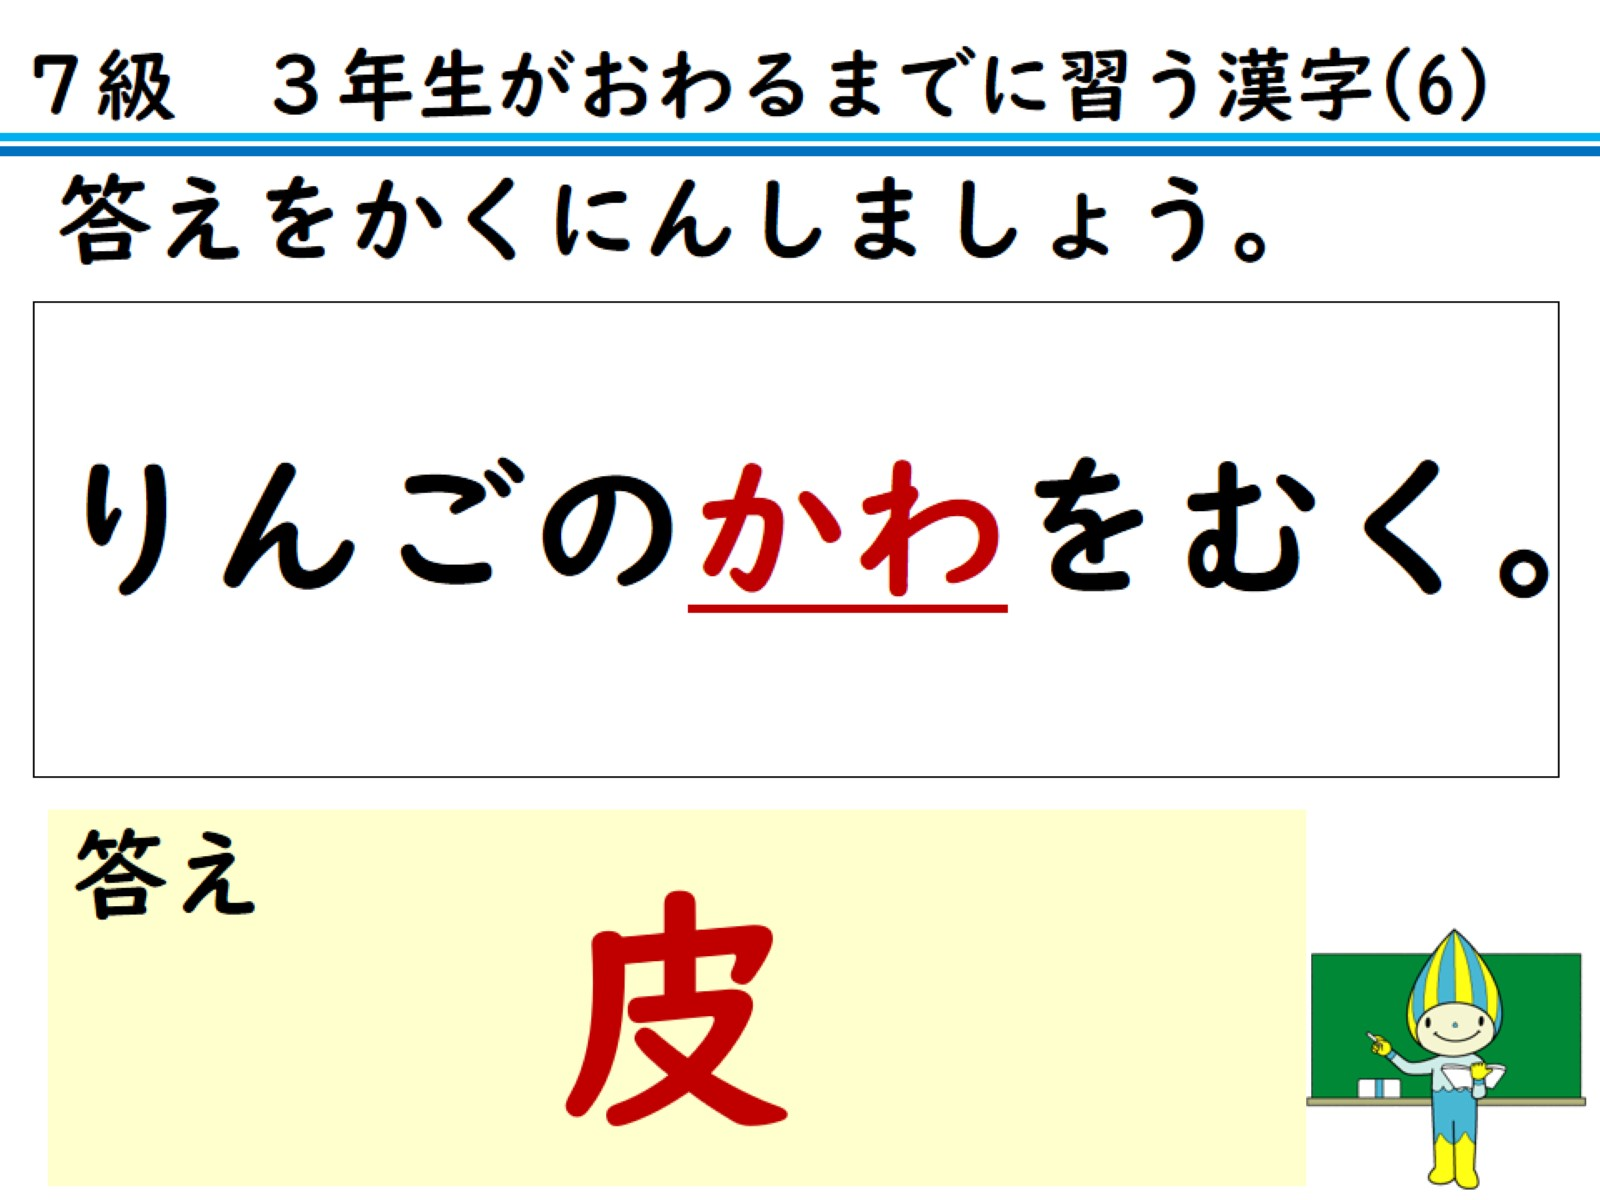 ７級　３年生がおわるまでに習う漢字(6)
答えをかくにんしましょう。
りんごのかわをむく。
答え
皮